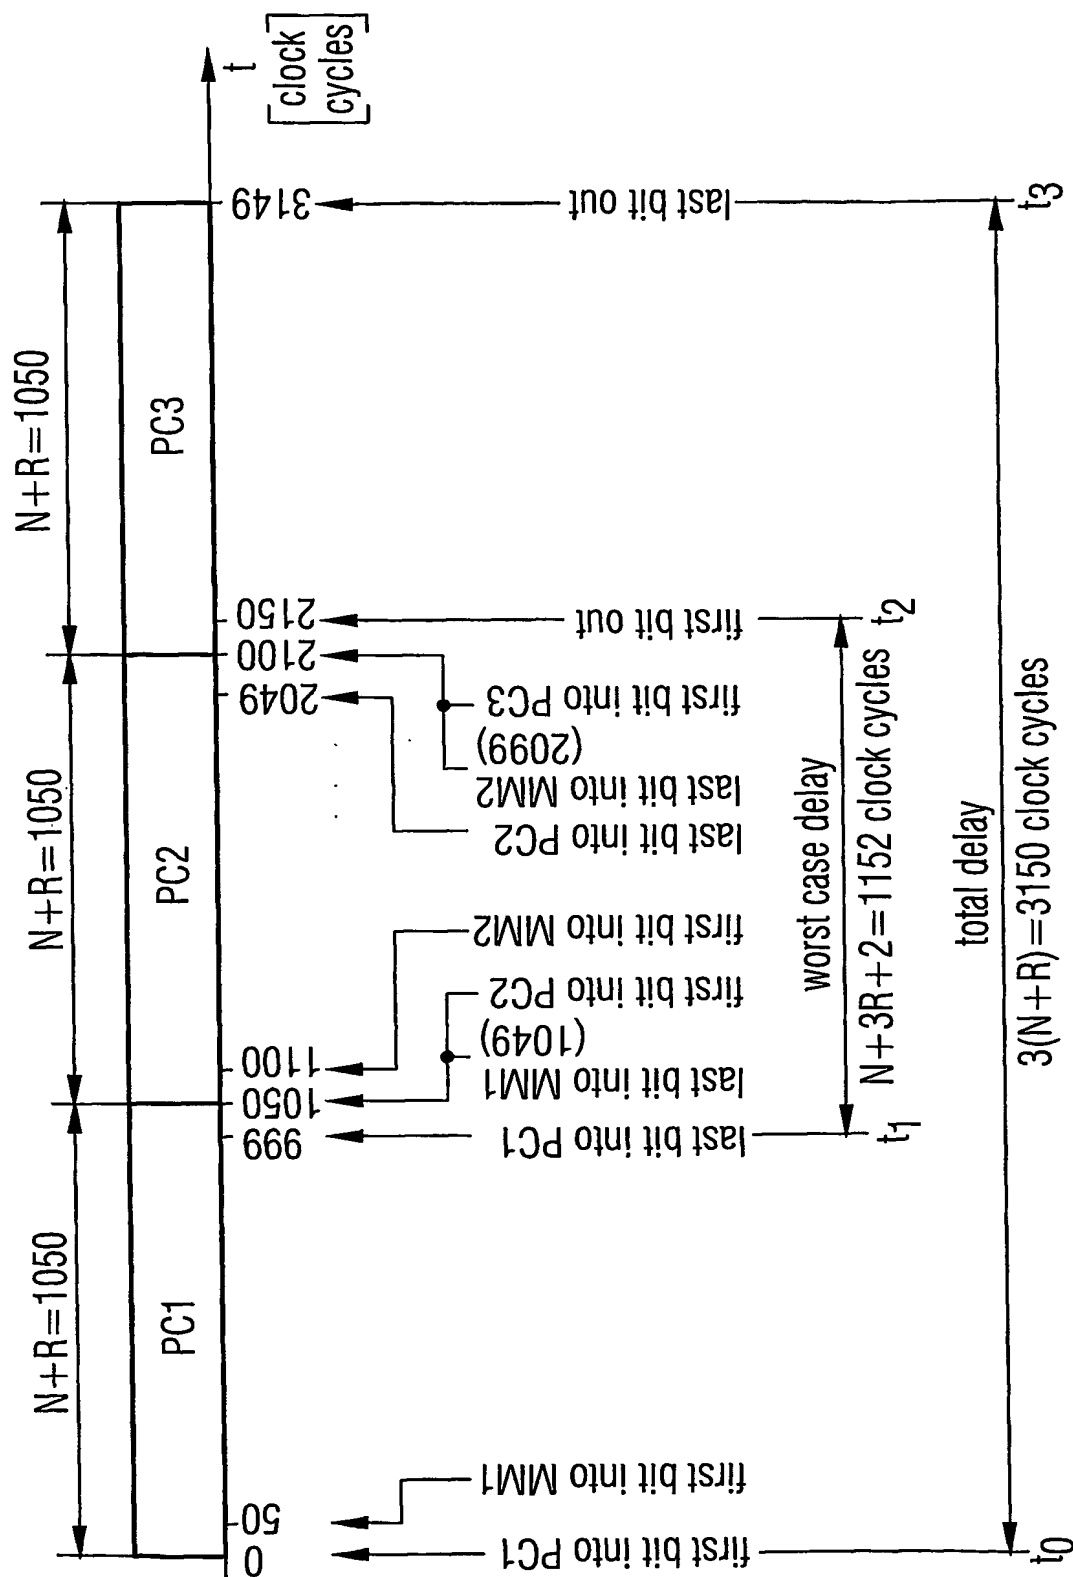 N+R=1050
N+R=1050
N+R=1050
PC1
PC2
PC3
t
[clock
cycles]
0
50
999
1050
1100
2049
2100
2150
3149
first bit into PC1
first bit into MM1
last bit into PC1
last bit into MM1
(1049)
first bit into PC2
first bit into MM2
last bit into PC2
last bit into MM2
(2099)
first bit into PC3
first bit out
last bit out
worst case delay
t1
N+3R+2=1152 clock cycles
t2
total delay
t0
3(N+R)=3150 clock cycles
t3